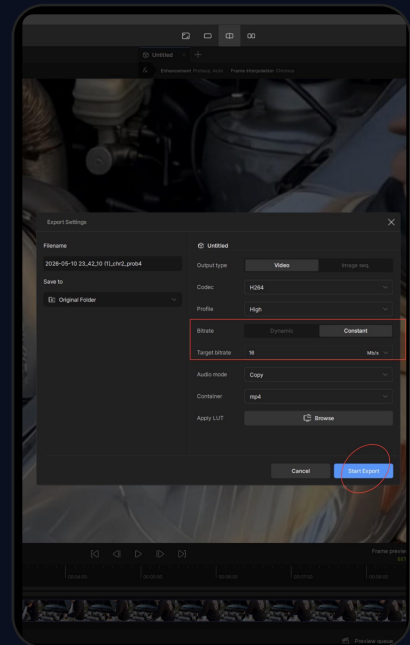 Untitled
Enhancement: Proteus, Auto Frame Interpolation: Chronos
Export Settings
Filename
2026-05-10 23_42_10 (1)_chr2_prob4
Save to
Original Folder
Untitled
Output type Video Image seq.
Codec H264
Profile High
Bitrate Dynamic Constant
Target bitrate 18 Mb/s
Audio mode Copy
Container mp4
Apply LUT Browse
Cancel Start Export
Frame preview
SET
Preview queue